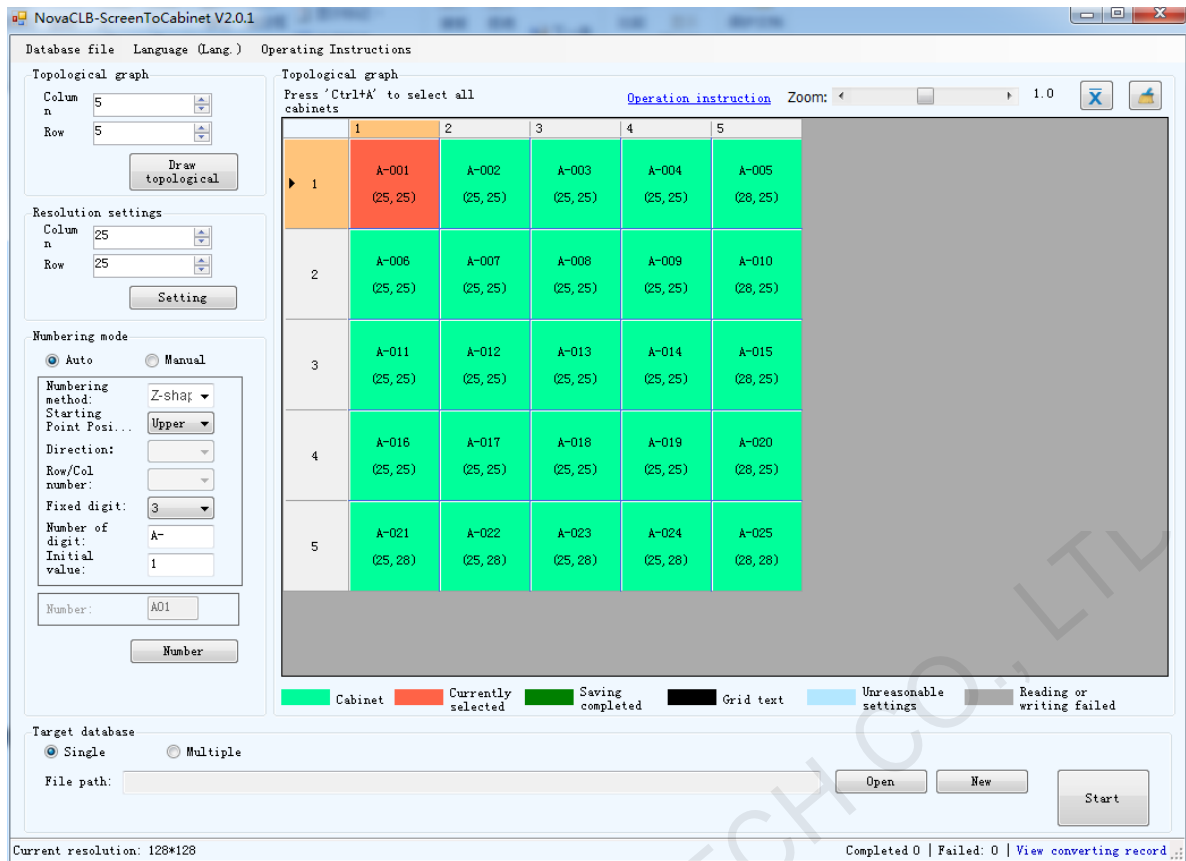 NovaCLB-ScreenToCabinet V2.0.1
Database file Language (Lang.) Operating Instructions
Topological graph
Colum
n
5
Row 5
Draw
topological
Resolution settings
Colum
n
25
Row 25
Setting
Numbering mode
Auto Manual
Numbering
method:
Z-shap
Starting
Point Posi...
Upper
Direction:
Row/Col
number:
Fixed digit: 3
Number of
digit:
A-
Initial
value:
1
Number: A01
Number
Topological graph
Press 'Ctrl+A' to select all
cabinets
Operation instruction Zoom: 1.0
1 2 3 4 5
1
A-001 A-002 A-003 A-004 A-005
(25, 25) (25, 25) (25, 25) (25, 25) (28, 25)
2
A-006 A-007 A-008 A-009 A-010
(25, 25) (25, 25) (25, 25) (25, 25) (28, 25)
3
A-011 A-012 A-013 A-014 A-015
(25, 25) (25, 25) (25, 25) (25, 25) (28, 25)
4
A-016 A-017 A-018 A-019 A-020
(25, 25) (25, 25) (25, 25) (25, 25) (28, 25)
5
A-021 A-022 A-023 A-024 A-025
(25, 28) (25, 28) (25, 28) (25, 28) (28, 28)
Cabinet
Currently
selected
Saving
completed
Grid text
Unreasonable
settings
Reading or
writing failed
Target database
Single Multiple
File path:
Open New
Start
Current resolution: 128*128
Completed 0 | Failed: 0 | View converting record
TECH CO., LTD